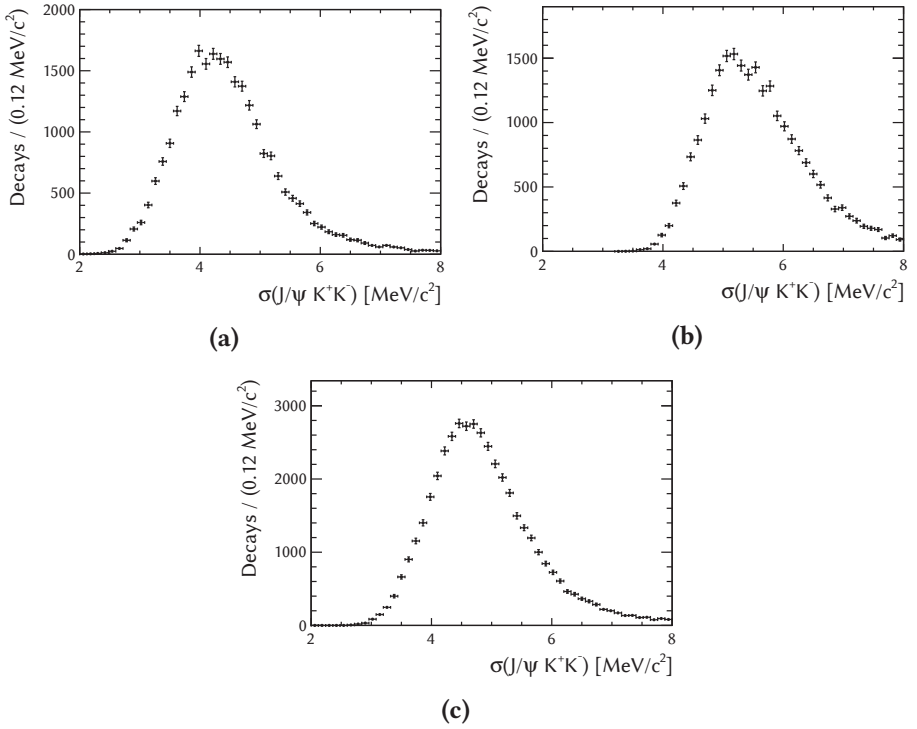 Decays / (0.12 MeV/c²)
2000
1500
1000
500
0
2 4 6 8
σ(J/ψ K⁺K⁻) [MeV/c²]
(a)
Decays / (0.12 MeV/c²)
1500
1000
500
0
2 4 6 8
σ(J/ψ K⁺K⁻) [MeV/c²]
(b)
Decays / (0.12 MeV/c²)
3000
2000
1000
0
2 4 6 8
σ(J/ψ K⁺K⁻) [MeV/c²]
(c)